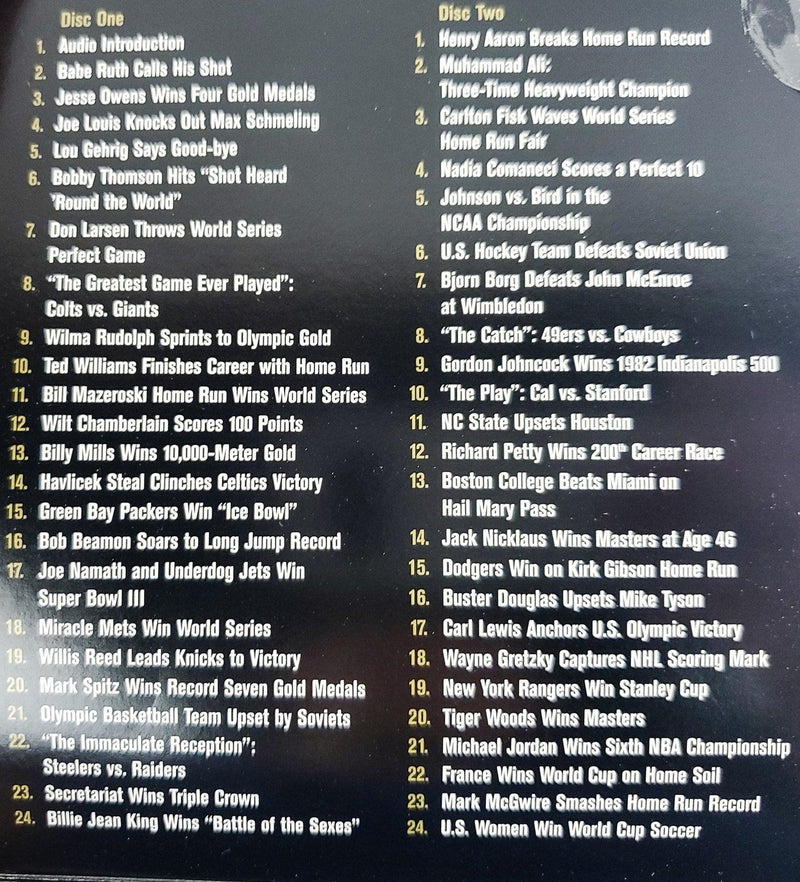 Disc One
1. Audio Introduction
2. Babe Ruth Calls His Shot
3. Jesse Owens Wins Four Gold Medals
4. Joe Louis Knocks Out Max Schmeling
5. Lou Gehrig Says Good-bye
6. Bobby Thomson Hits “Shot Heard
’Round the World”
7. Don Larsen Throws World Series
Perfect Game
8. “The Greatest Game Ever Played”:
Colts vs. Giants
9. Wilma Rudolph Sprints to Olympic Gold
10. Ted Williams Finishes Career with Home Run
11. Bill Mazeroski Home Run Wins World Series
12. Wilt Chamberlain Scores 100 Points
13. Billy Mills Wins 10,000-Meter Gold
14. Havlicek Steal Clinches Celtics Victory
15. Green Bay Packers Win “Ice Bowl”
16. Bob Beamon Soars to Long Jump Record
17. Joe Namath and Underdog Jets Win
Super Bowl III
18. Miracle Mets Win World Series
19. Willis Reed Leads Knicks to Victory
20. Mark Spitz Wins Record Seven Gold Medals
21. Olympic Basketball Team Upset by Soviets
22. “The Immaculate Reception”:
Steelers vs. Raiders
23. Secretariat Wins Triple Crown
24. Billie Jean King Wins “Battle of the Sexes”
Disc Two
1. Henry Aaron Breaks Home Run Record
2. Muhammad Ali:
Three-Time Heavyweight Champion
3. Carlton Fisk Waves World Series
Home Run Fair
4. Nadia Comaneci Scores a Perfect 10
5. Johnson vs. Bird in the
NCAA Championship
6. U.S. Hockey Team Defeats Soviet Union
7. Bjorn Borg Defeats John McEnroe
at Wimbledon
8. “The Catch”: 49ers vs. Cowboys
9. Gordon Johncock Wins 1982 Indianapolis 500
10. “The Play”: Cal vs. Stanford
11. NC State Upsets Houston
12. Richard Petty Wins 200th Career Race
13. Boston College Beats Miami on
Hail Mary Pass
14. Jack Nicklaus Wins Masters at Age 46
15. Dodgers Win on Kirk Gibson Home Run
16. Buster Douglas Upsets Mike Tyson
17. Carl Lewis Anchors U.S. Olympic Victory
18. Wayne Gretzky Captures NHL Scoring Mark
19. New York Rangers Win Stanley Cup
20. Tiger Woods Wins Masters
21. Michael Jordan Wins Sixth NBA Championship
22. France Wins World Cup on Home Soil
23. Mark McGwire Smashes Home Run Record
24. U.S. Women Win World Cup Soccer